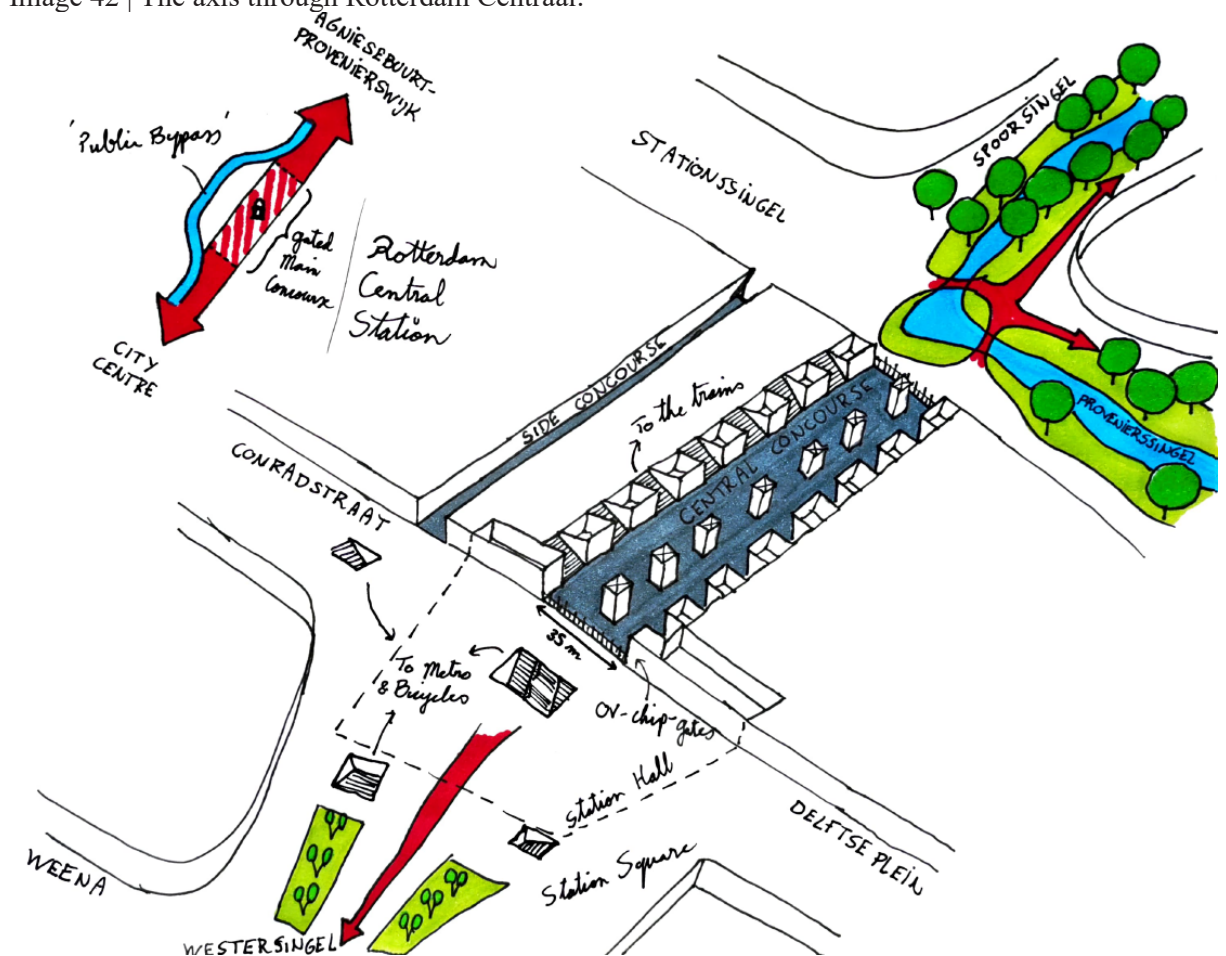 Image 42 | The axis through Rotterdam Centraal.
AGNIESEBUURT-
PROVENIERSWIJK
'Public Bypass'
gated
Main
Concourse
Rotterdam
Central
Station
CITY
CENTRE
STATIONSSINGEL
SPOORSINGEL
PROVENIERSSINGEL
SIDE CONCOURSE
To the trains
CENTRAL CONCOURSE
CONRADSTRAAT
35 m
To Metro
& Bicycles
OV-chip-gates
Station Hall
Station Square
DELFTSE PLEIN
WEENA
WESTERSINGEL